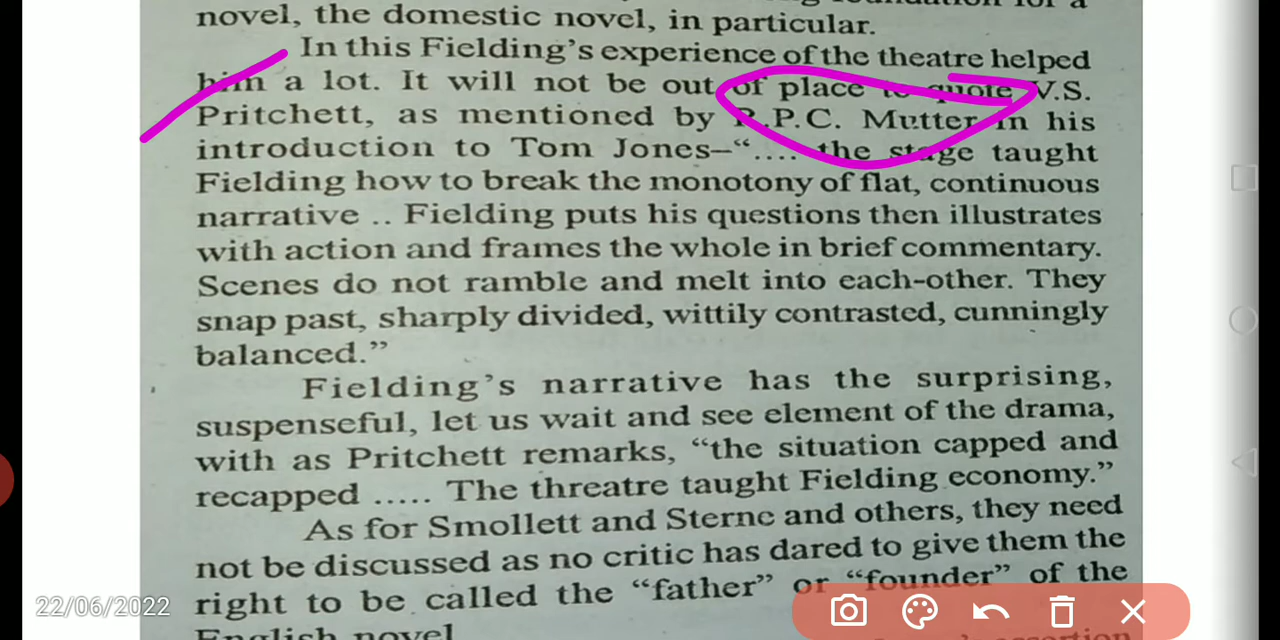 novel, the domestic novel, in particular.
In this Fielding's experience of the theatre helped
him a lot. It will not be out of place to quote V.S.
Pritchett, as mentioned by R.P.C. Mutter in his
introduction to Tom Jones–“.... the stage taught
Fielding how to break the monotony of flat, continuous
narrative .. Fielding puts his questions then illustrates
with action and frames the whole in brief commentary.
Scenes do not ramble and melt into each-other. They
snap past, sharply divided, wittily contrasted, cunningly
balanced.”
Fielding's narrative has the surprising,
suspenseful, let us wait and see element of the drama,
with as Pritchett remarks, “the situation capped and
recapped ..... The threatre taught Fielding economy.”
As for Smollett and Sterne and others, they need
not be discussed as no critic has dared to give them the
22/06/2022 right to be called the “father” or “founder” of the
English novel